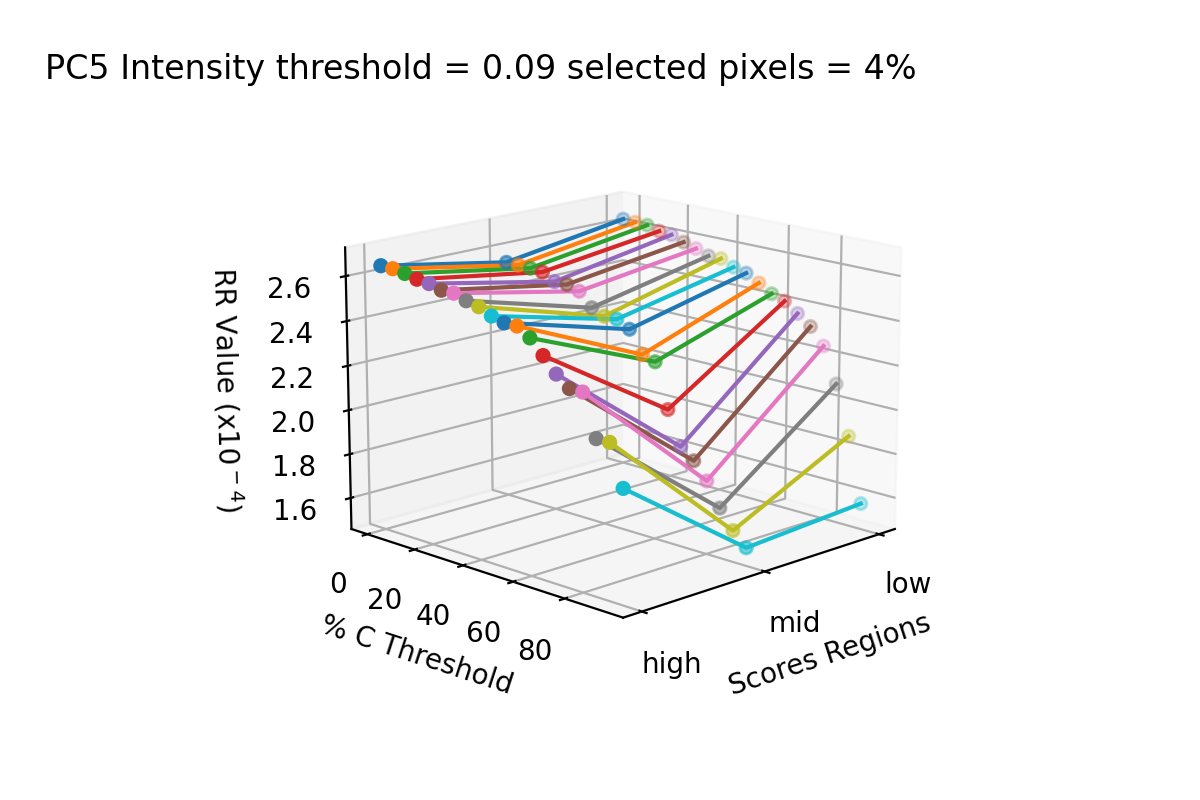 PC5 Intensity threshold = 0.09 selected pixels = 4%
RR Value (x10⁻⁴)
2.6
2.4
2.2
2.0
1.8
1.6
0
20
40
60
80
% C Threshold
high
mid
low
Scores Regions